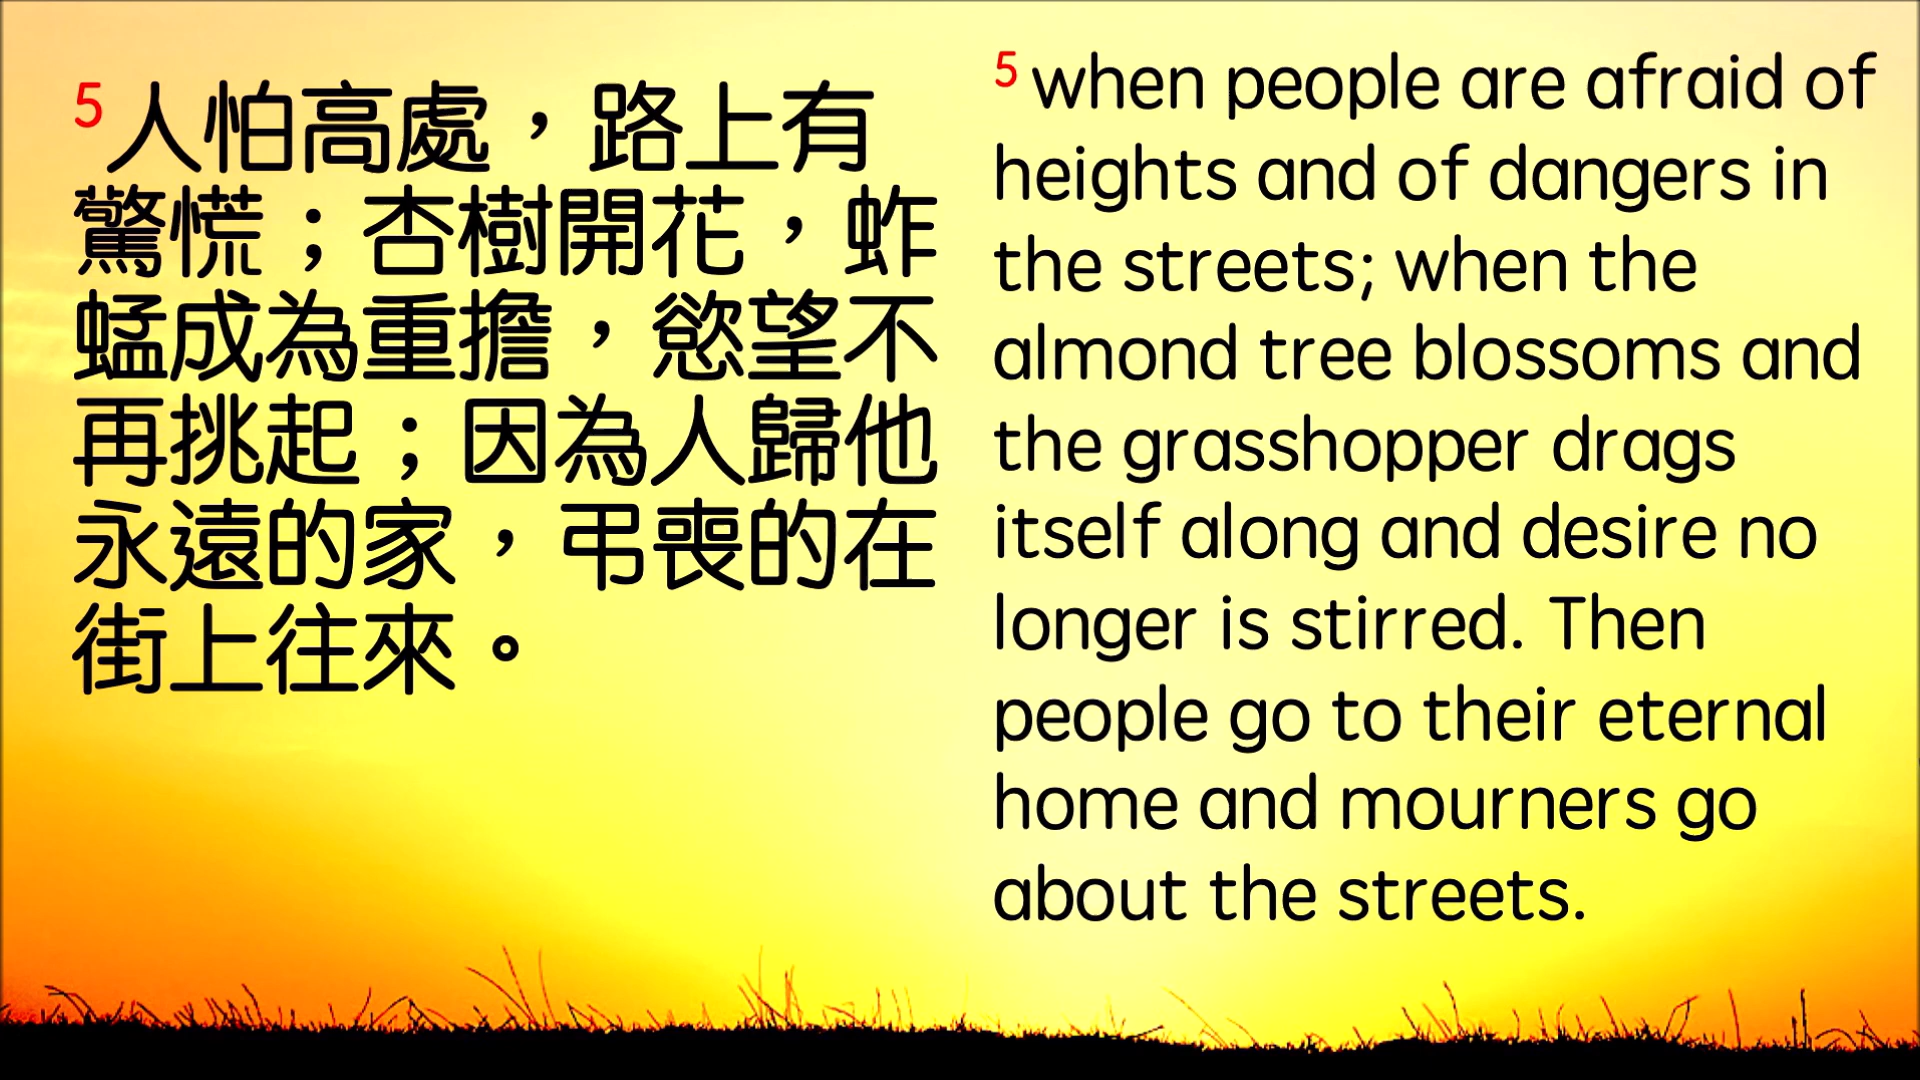 5人怕高處，路上有
驚慌；杏樹開花，蚱
蜢成為重擔，慾望不
再挑起；因為人歸他
永遠的家，弔喪的在
街上往來。
5 when people are afraid of
heights and of dangers in
the streets; when the
almond tree blossoms and
the grasshopper drags
itself along and desire no
longer is stirred. Then
people go to their eternal
home and mourners go
about the streets.